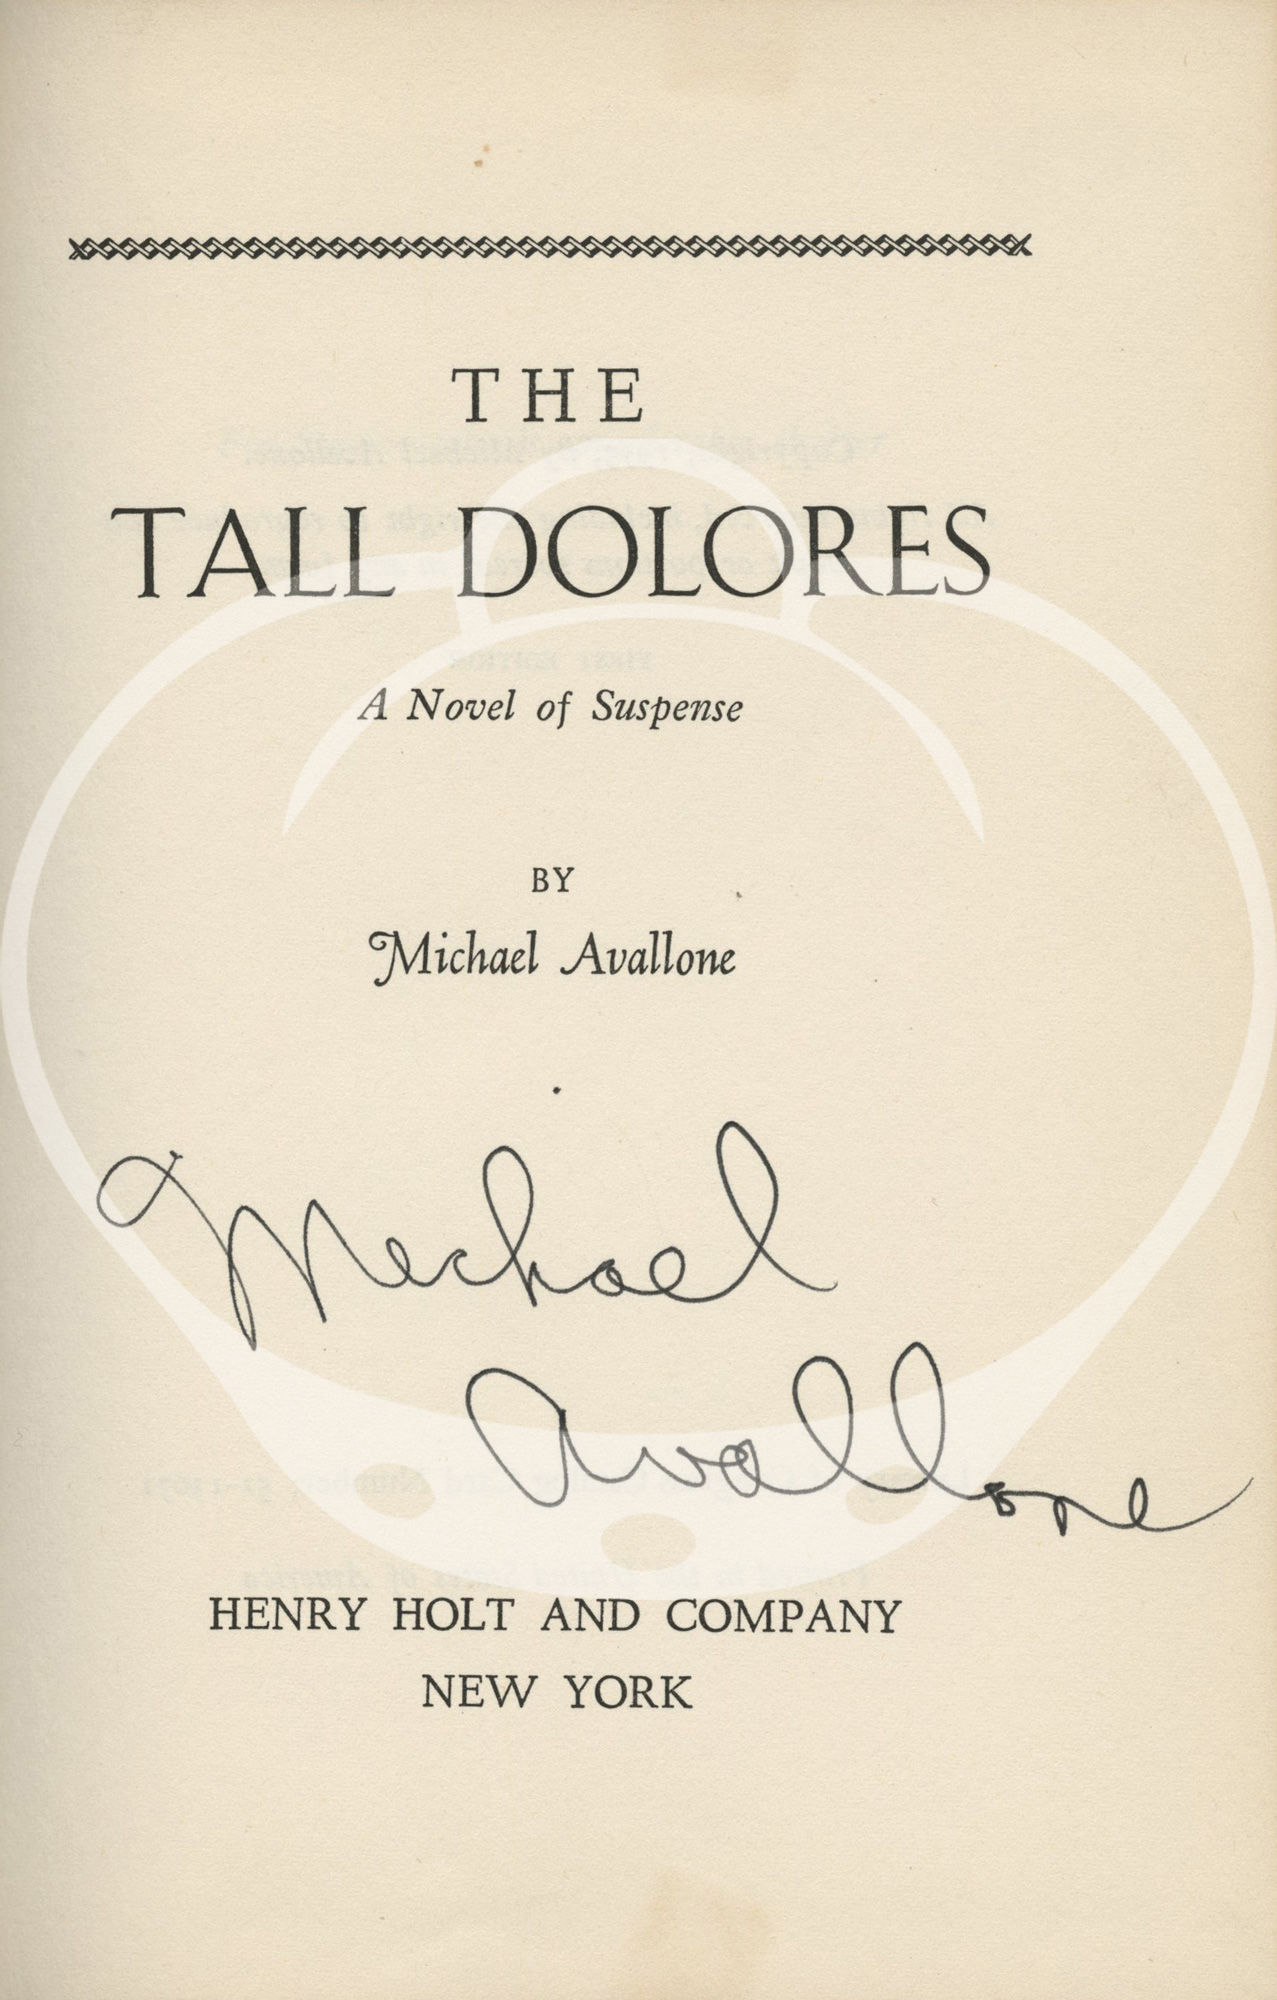 THE
TALL DOLORES
A Novel of Suspense
BY
Michael Avallone
Michael
Avallone
HENRY HOLT AND COMPANY
NEW YORK